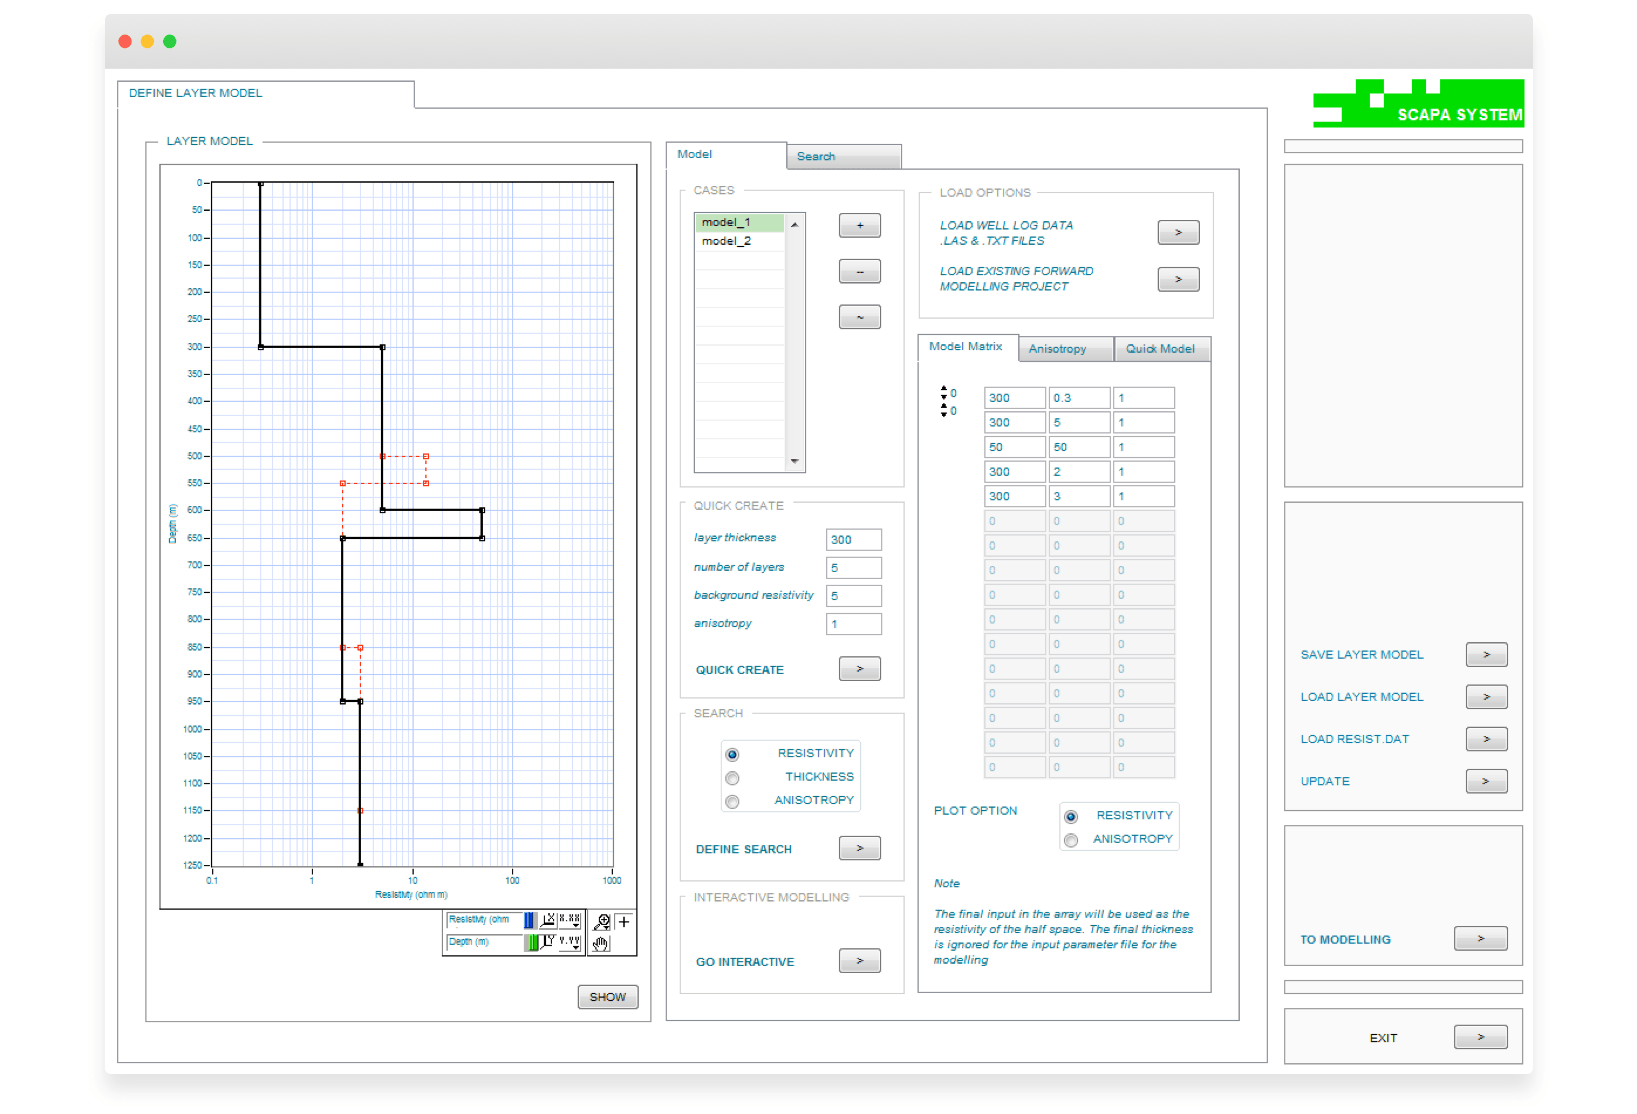 DEFINE LAYER MODEL
SCAPA SYSTEM
LAYER MODEL
0
50
100
150
200
250
300
350
400
450
500
550
600
650
700
750
800
850
900
950
1000
1050
1100
1150
1200
1250
Depth (m)
0.1 1 10 100 1000
Resistivity (ohm m)
Resistivity (ohm
Depth (m)
X X.XX
Y Y.YY
SHOW
Model Search
CASES
model_1
model_2
+
--
~
QUICK CREATE
layer thickness 300
number of layers 5
background resistivity 5
anisotropy 1
QUICK CREATE >
SEARCH
RESISTIVITY
THICKNESS
ANISOTROPY
DEFINE SEARCH >
INTERACTIVE MODELLING
GO INTERACTIVE >
LOAD OPTIONS
LOAD WELL LOG DATA
.LAS & .TXT FILES >
LOAD EXISTING FORWARD
MODELLING PROJECT >
Model Matrix Anisotropy Quick Model
0
0
300 0.3 1
300 5 1
50 50 1
300 2 1
300 3 1
0 0 0
0 0 0
0 0 0
0 0 0
0 0 0
0 0 0
0 0 0
0 0 0
0 0 0
0 0 0
0 0 0
PLOT OPTION
RESISTIVITY
ANISOTROPY
Note
The final input in the array will be used as the
resistivity of the half space. The final thickness
is ignored for the input parameter file for the
modelling
SAVE LAYER MODEL >
LOAD LAYER MODEL >
LOAD RESIST.DAT >
UPDATE >
TO MODELLING >
EXIT >